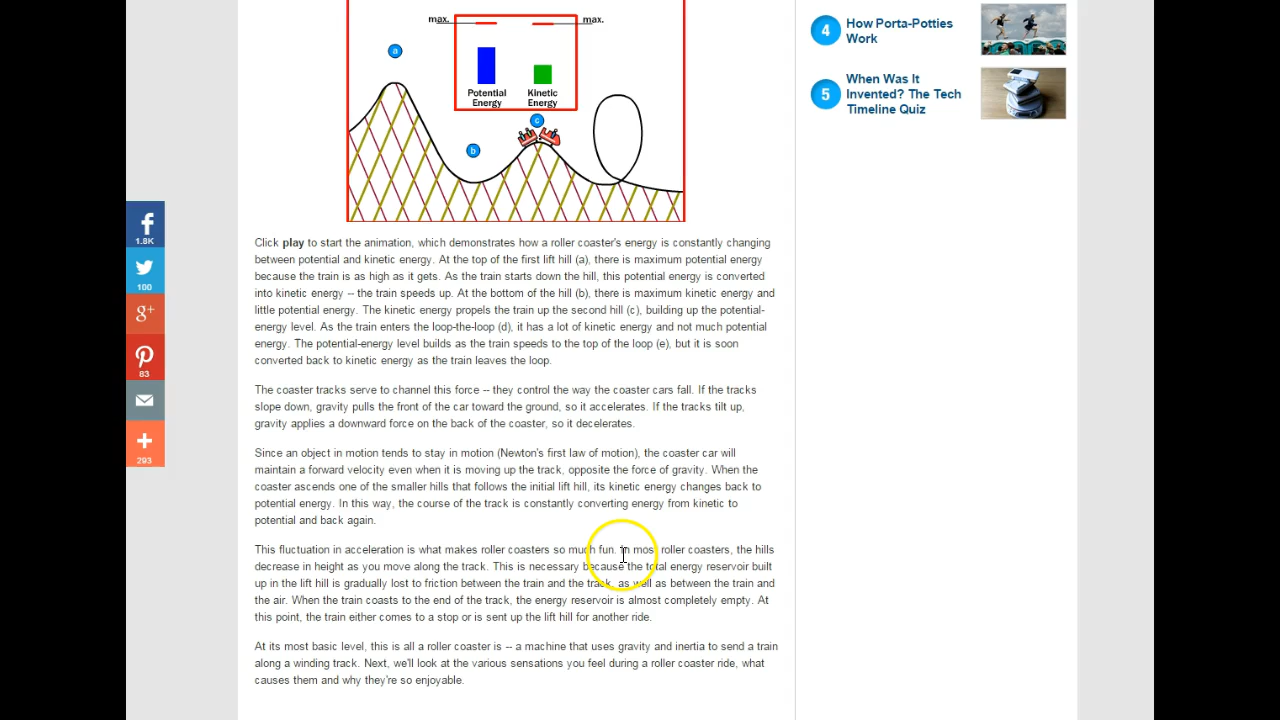 max.
max.
a
Potential
Energy
Kinetic
Energy
c
b
4
How Porta-Potties
Work
5
When Was It
Invented? The Tech
Timeline Quiz
f
1.8K
100
g+
83
293
Click play to start the animation, which demonstrates how a roller coaster's energy is constantly changing
between potential and kinetic energy. At the top of the first lift hill (a), there is maximum potential energy
because the train is as high as it gets. As the train starts down the hill, this potential energy is converted
into kinetic energy -- the train speeds up. At the bottom of the hill (b), there is maximum kinetic energy and
little potential energy. The kinetic energy propels the train up the second hill (c), building up the potential-
energy level. As the train enters the loop-the-loop (d), it has a lot of kinetic energy and not much potential
energy. The potential-energy level builds as the train speeds to the top of the loop (e), but it is soon
converted back to kinetic energy as the train leaves the loop.
The coaster tracks serve to channel this force -- they control the way the coaster cars fall. If the tracks
slope down, gravity pulls the front of the car toward the ground, so it accelerates. If the tracks tilt up,
gravity applies a downward force on the back of the coaster, so it decelerates.
Since an object in motion tends to stay in motion (Newton's first law of motion), the coaster car will
maintain a forward velocity even when it is moving up the track, opposite the force of gravity. When the
coaster ascends one of the smaller hills that follows the initial lift hill, its kinetic energy changes back to
potential energy. In this way, the course of the track is constantly converting energy from kinetic to
potential and back again.
This fluctuation in acceleration is what makes roller coasters so much fun. In most roller coasters, the hills
decrease in height as you move along the track. This is necessary because the total energy reservoir built
up in the lift hill is gradually lost to friction between the train and the track, as well as between the train and
the air. When the train coasts to the end of the track, the energy reservoir is almost completely empty. At
this point, the train either comes to a stop or is sent up the lift hill for another ride.
At its most basic level, this is all a roller coaster is -- a machine that uses gravity and inertia to send a train
along a winding track. Next, we'll look at the various sensations you feel during a roller coaster ride, what
causes them and why they're so enjoyable.